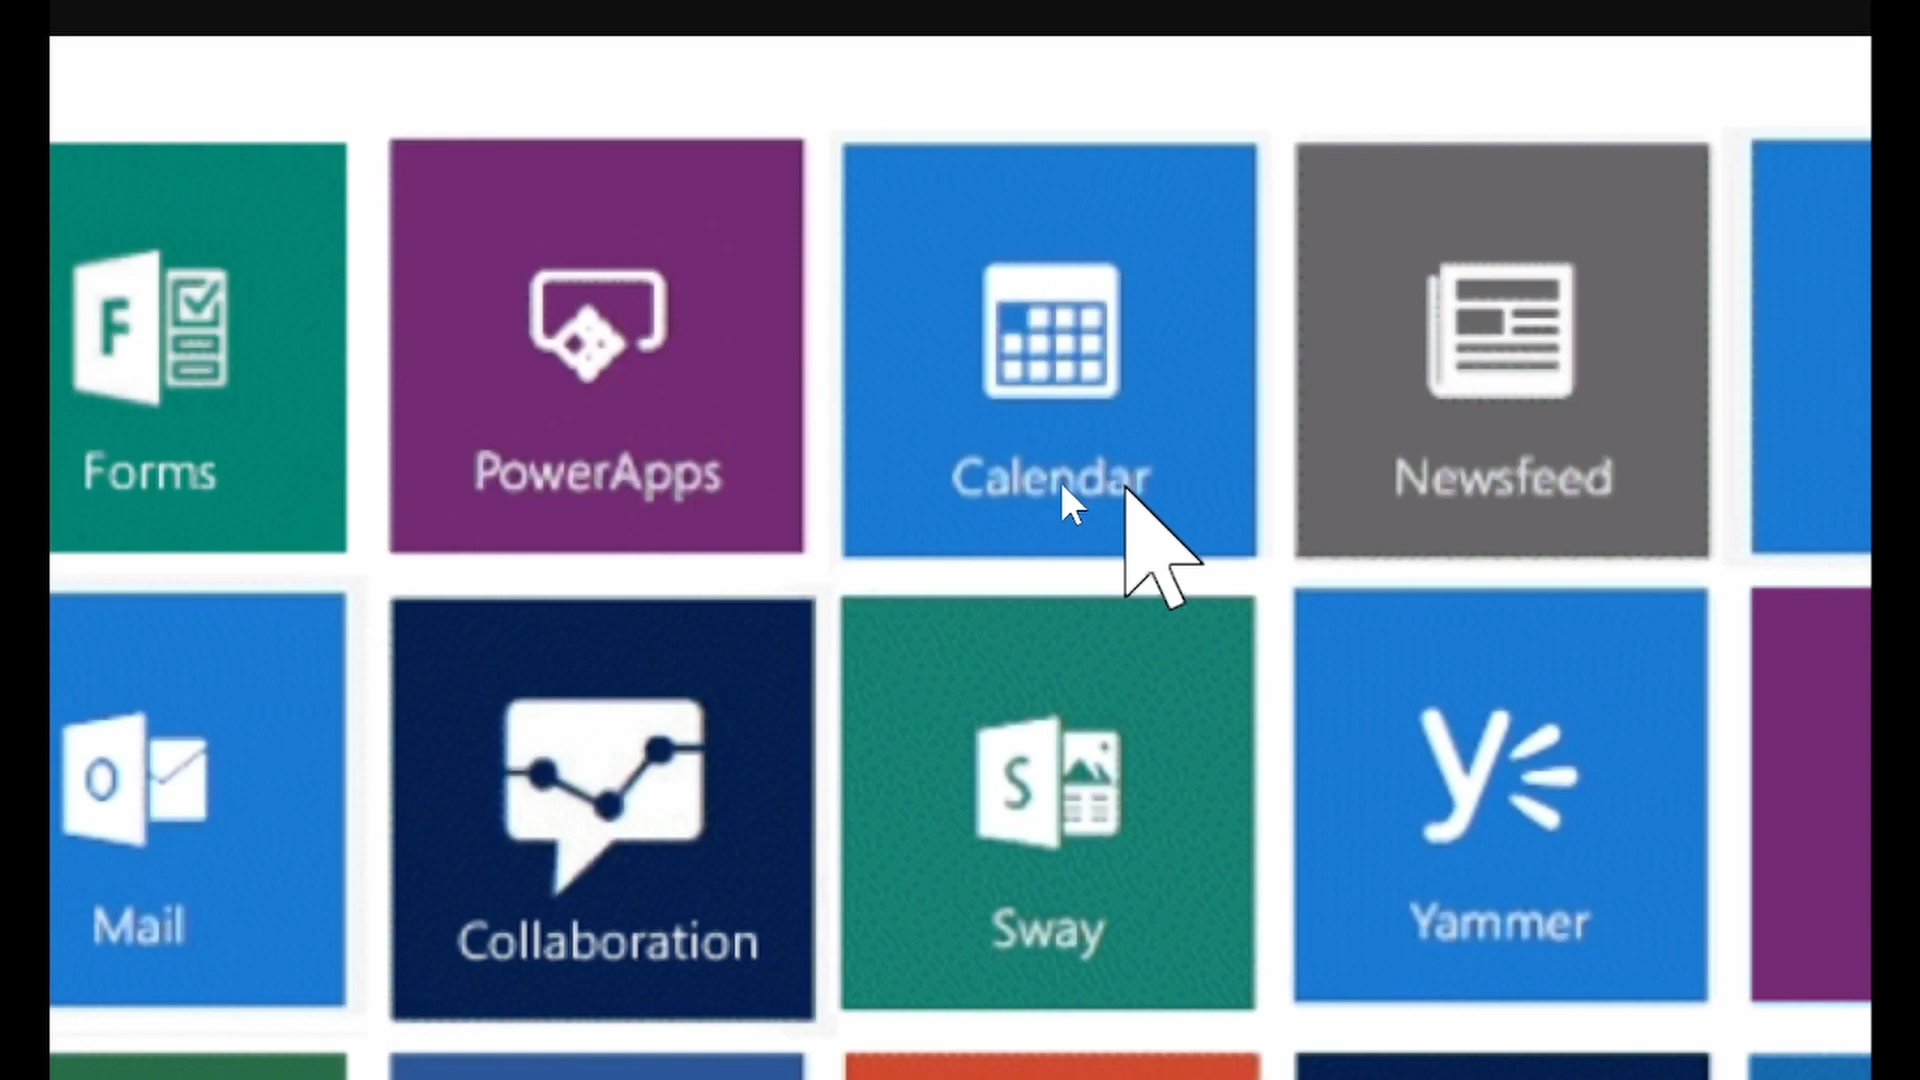 F
Forms
PowerApps
Calendar
Newsfeed
O
Mail
Collaboration
S
Sway
y
Yammer